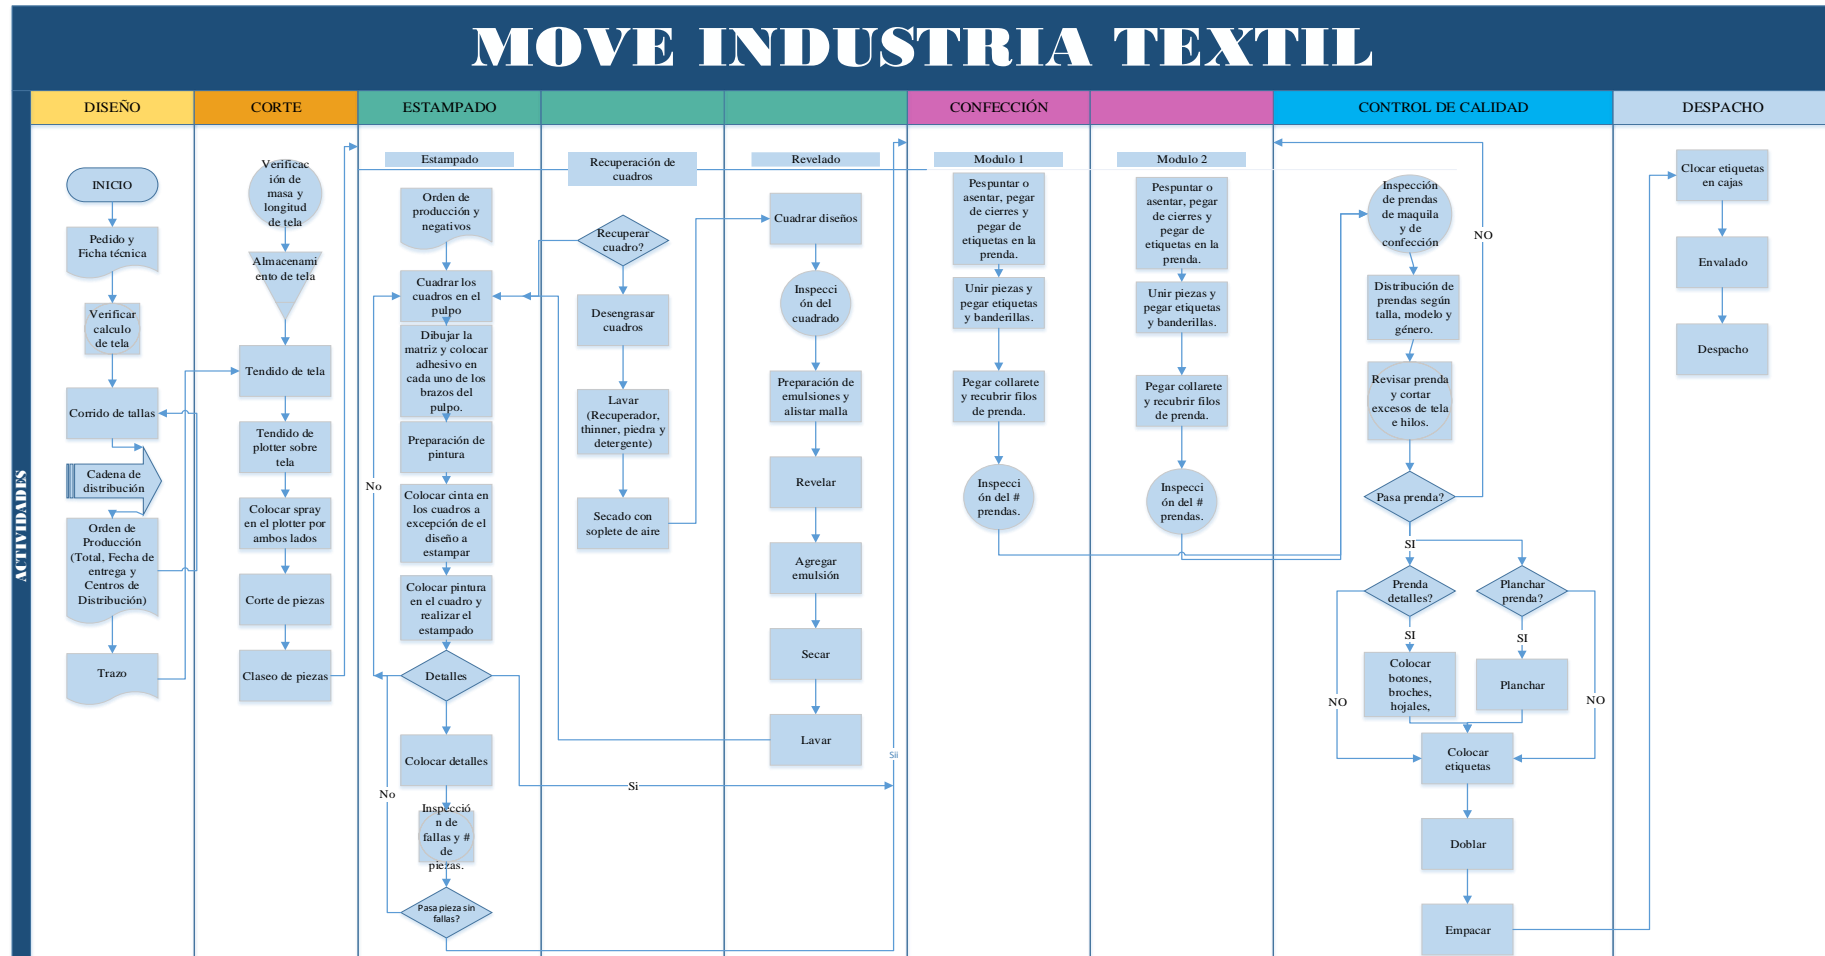 MOVE INDUSTRIA TEXTIL
DISEÑO
CORTE
ESTAMPADO
CONFECCIÓN
CONTROL DE CALIDAD
DESPACHO
ACTIVIDADES
INICIO
Pedido y
Ficha técnica
Verificar
calculo
de tela
Corrido de tallas
Cadena de
distribución
Orden de
Producción
(Total, Fecha de
entrega y
Centros de
Distribución)
Trazo
Verificac
ión de
masa y
longitud
de tela
Almacenami
ento de tela
Tendido de tela
Tendido de
plotter sobre
tela
Colocar spray
en el plotter por
ambos lados
Corte de piezas
Claseo de piezas
Estampado
Orden de
producción y
negativos
Cuadrar los
cuadros en el
pulpo
Dibujar la
matriz y colocar
adhesivo en
cada uno de los
brazos del
pulpo.
Preparación de
pintura
No
Colocar cinta en
los cuadros a
excepción de el
diseño a
estampar
Colocar pintura
en el cuadro y
realizar el
estampado
Detalles
Colocar detalles
Si
No
Inspecció
n de
fallas y #
de
piezas.
Pasa pieza sin
fallas?
Sii
Recuperación de
cuadros
Recuperar
cuadro?
Desengrasar
cuadros
Lavar
(Recuperador,
thinner, piedra y
detergente)
Secado con
soplete de aire
Revelado
Cuadrar diseños
Inspecci
ón del
cuadrado
Preparación de
emulsiones y
alistar malla
Revelar
Agregar
emulsión
Secar
Lavar
Modulo 1
Pespuntar o
asentar, pegar
de cierres y
pegar de
etiquetas en la
prenda.
Unir piezas y
pegar etiquetas
y banderillas.
Pegar collarete
y recubrir filos
de prenda.
Inspecci
ón del #
prendas.
Modulo 2
Pespuntar o
asentar, pegar
de cierres y
pegar de
etiquetas en la
prenda.
Unir piezas y
pegar etiquetas
y banderillas.
Pegar collarete
y recubrir filos
de prenda.
Inspecci
ón del #
prendas.
Inspección
de prendas
de maquila
y de
confección
NO
Distribución de
prendas según
talla, modelo y
género.
Revisar prenda
y cortar
excesos de tela
e hilos.
Pasa prenda?
SI
Prenda
detalles?
Planchar
prenda?
SI
SI
Colocar
botones,
broches,
hojales,
Planchar
NO
NO
Colocar
etiquetas
Doblar
Empacar
Clocar etiquetas
en cajas
Envalado
Despacho